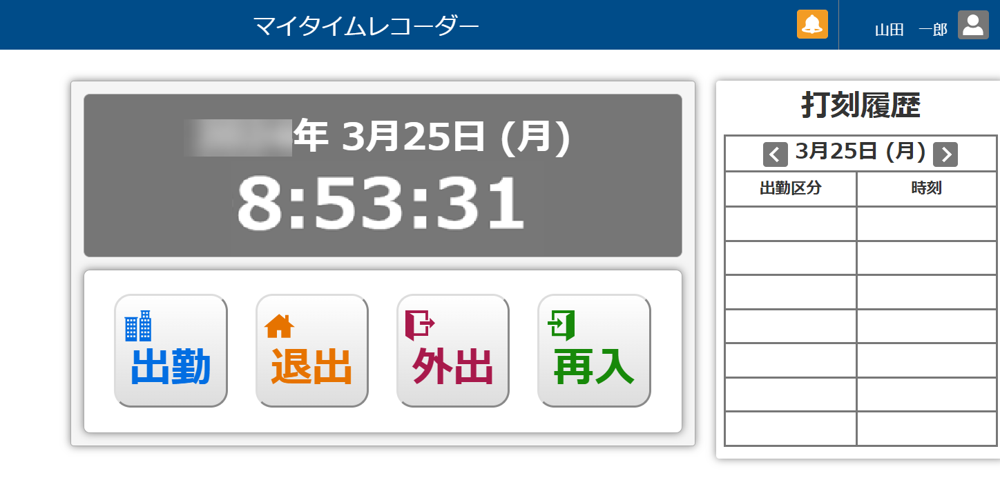 マイタイムレコーダー
山田　一郎
年 3月25日 (月)
8:53:31
出勤
退出
外出
再入
打刻履歴
3月25日 (月)
出勤区分 時刻